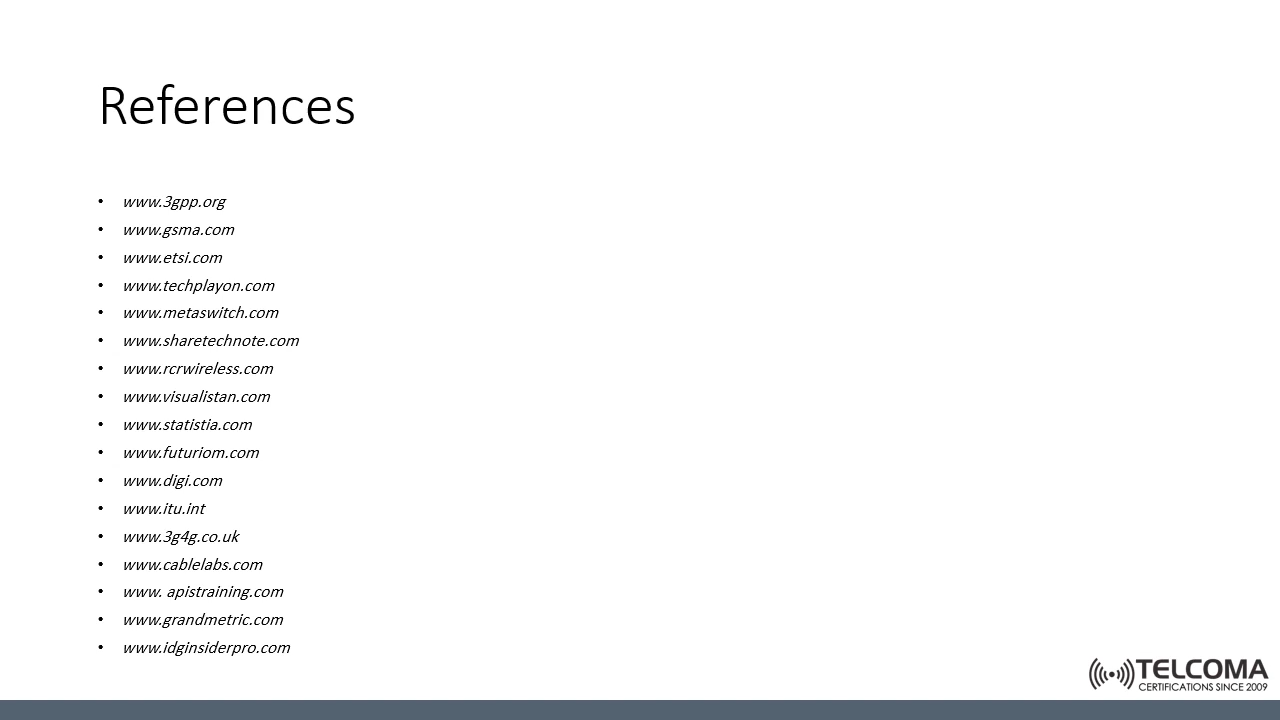 References
• www.3gpp.org
• www.gsma.com
• www.etsi.com
• www.techplayon.com
• www.metaswitch.com
• www.sharetechnote.com
• www.rcrwireless.com
• www.visualistan.com
• www.statistia.com
• www.futuriom.com
• www.digi.com
• www.itu.int
• www.3g4g.co.uk
• www.cablelabs.com
• www. apistraining.com
• www.grandmetric.com
• www.idginsiderpro.com
TELCOMA
CERTIFICATIONS SINCE 2009